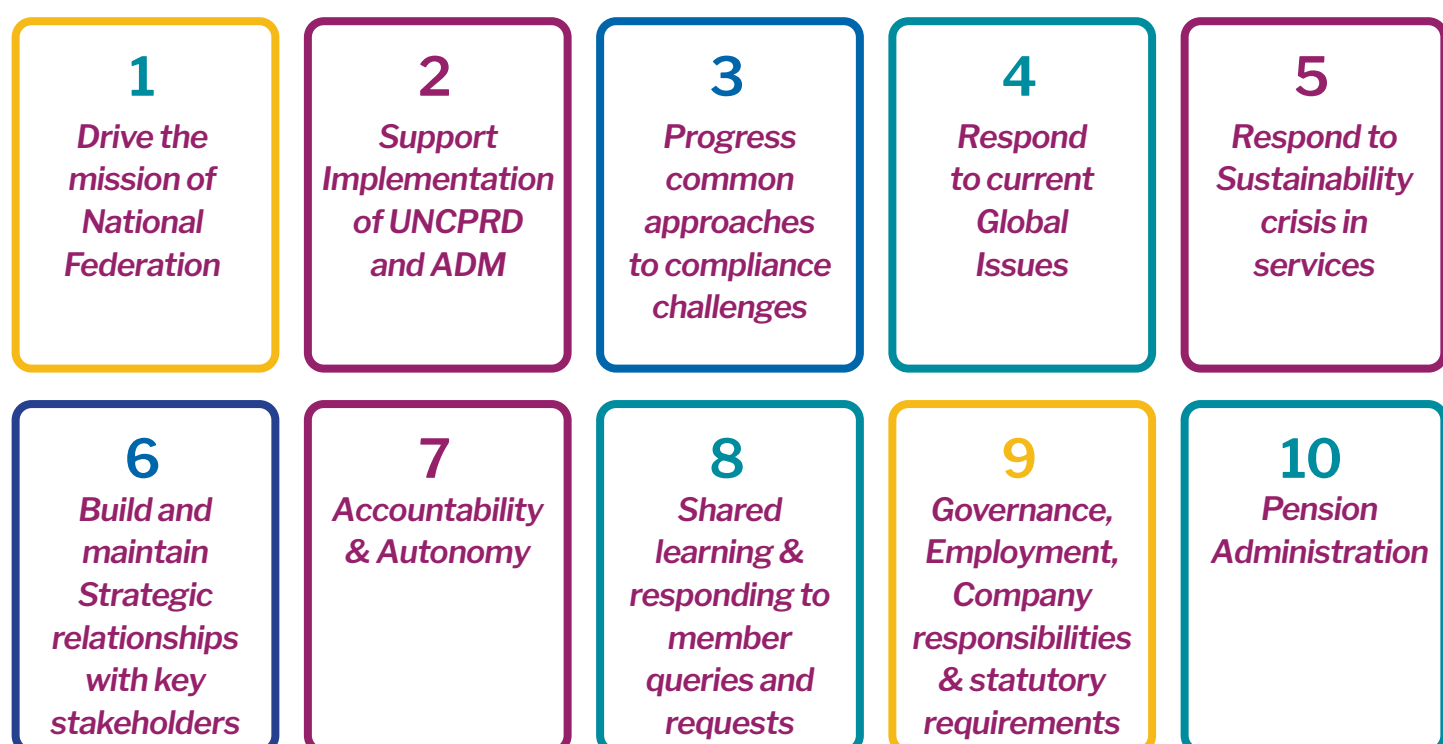 1
Drive the
mission of
National
Federation
2
Support
Implementation
of UNCPRD
and ADM
3
Progress
common
approaches
to compliance
challenges
4
Respond
to current
Global
Issues
5
Respond to
Sustainability
crisis in
services
6
Build and
maintain
Strategic
relationships
with key
stakeholders
7
Accountability
& Autonomy
8
Shared
learning &
responding to
member
queries and
requests
9
Governance,
Employment,
Company
responsibilities
& statutory
requirements
10
Pension
Administration